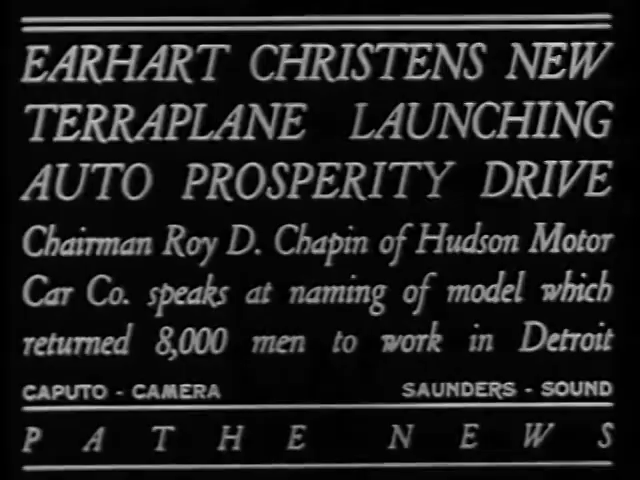 EARHART CHRISTENS NEW
TERRAPLANE LAUNCHING
AUTO PROSPERITY DRIVE
Chairman Roy D. Chapin of Hudson Motor
Car Co. speaks at naming of model which
returned 8,000 men to work in Detroit
CAPUTO - CAMERA SAUNDERS - SOUND
PATHE NEWS